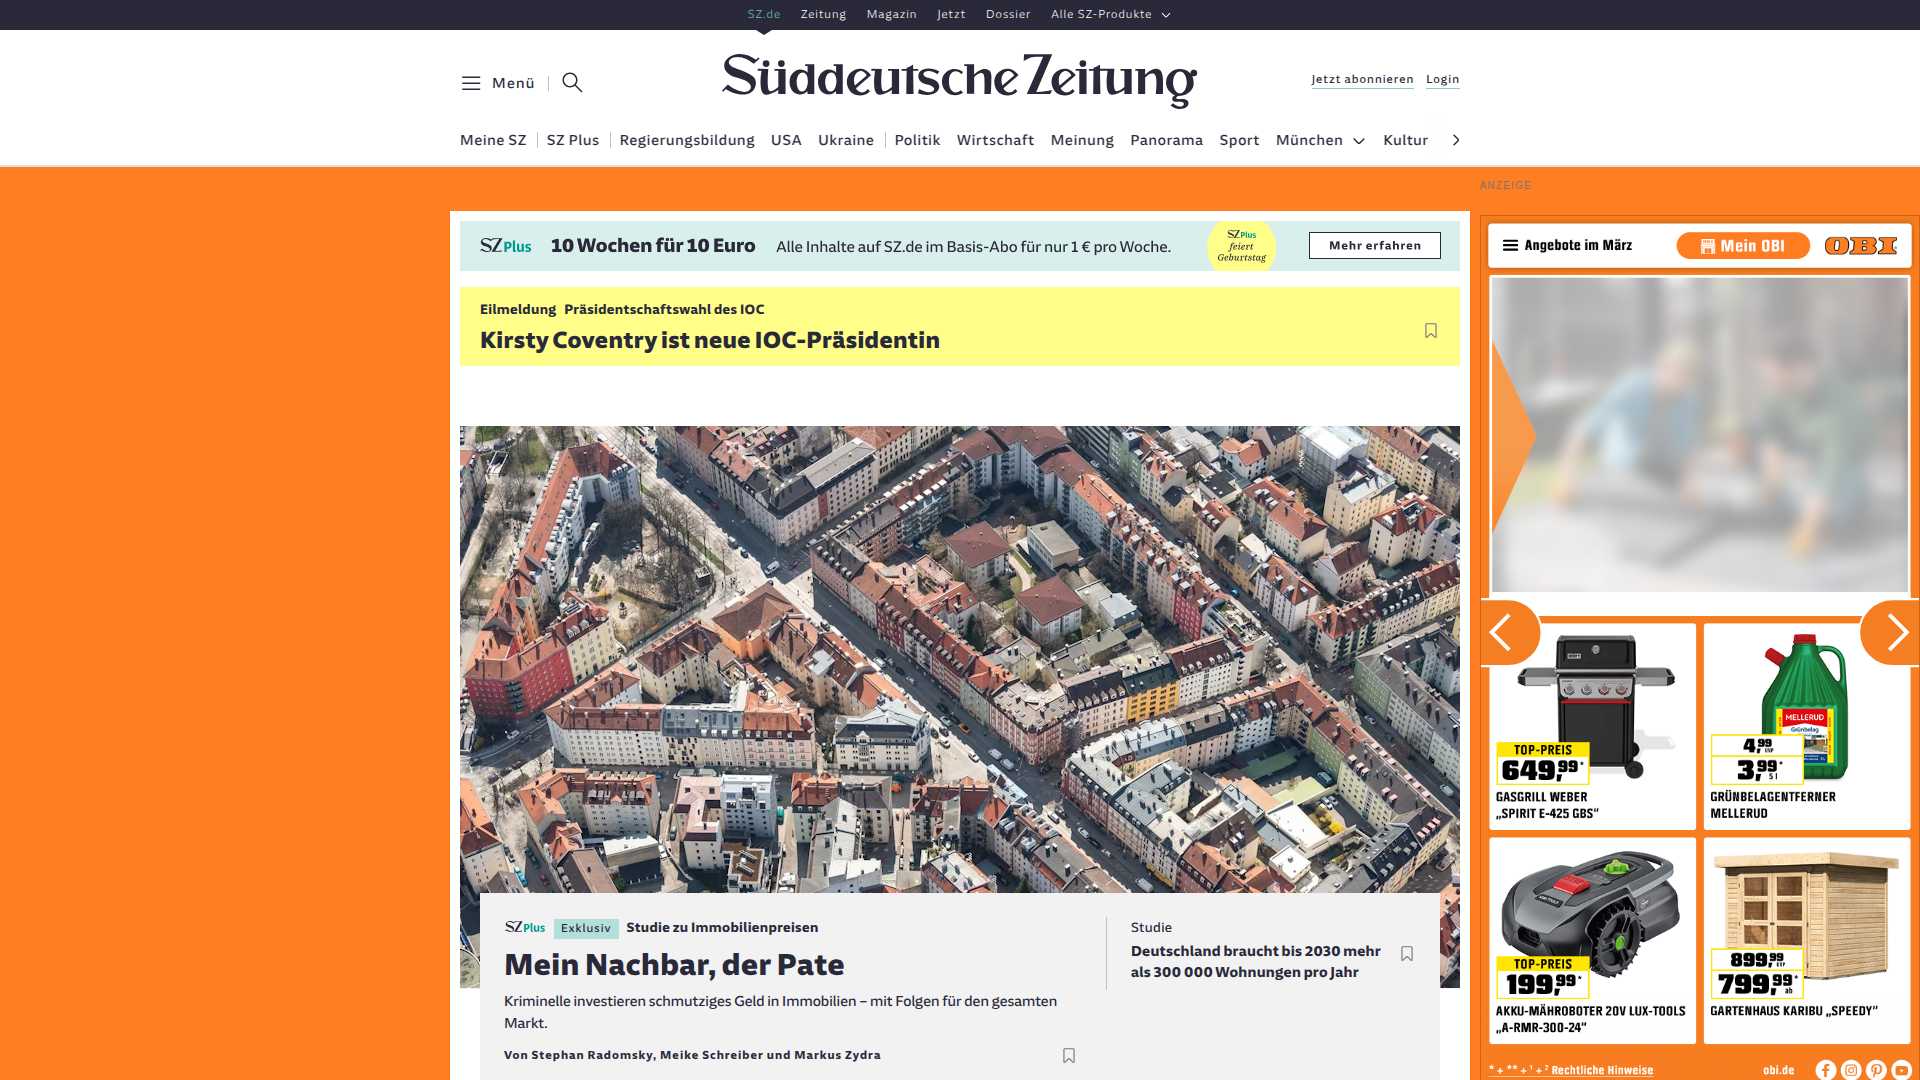 SZ.de Zeitung Magazin Jetzt Dossier Alle SZ-Produkte
Menü
Süddeutsche Zeitung
Jetzt abonnieren Login
Meine SZ SZ Plus Regierungsbildung USA Ukraine Politik Wirtschaft Meinung Panorama Sport München Kultur
ANZEIGE
SZ Plus 10 Wochen für 10 Euro Alle Inhalte auf SZ.de im Basis-Abo für nur 1 € pro Woche.
SZ Plus
feiert
Geburtstag
Mehr erfahren
Eilmeldung Präsidentschaftswahl des IOC
Kirsty Coventry ist neue IOC-Präsidentin
SZ Plus Exklusiv Studie zu Immobilienpreisen
Mein Nachbar, der Pate
Kriminelle investieren schmutziges Geld in Immobilien – mit Folgen für den gesamten
Markt.
Von Stephan Radomsky, Meike Schreiber und Markus Zydra
Studie
Deutschland braucht bis 2030 mehr
als 300 000 Wohnungen pro Jahr
Angebote im März
Mein OBI
OBI
TOP-PREIS
649,99*
GASGRILL WEBER
„SPIRIT E-425 GBS“
MELLERUD
Grünbelag
4,99
3,99*
5 l
GRÜNBELAGENTFERNER
MELLERUD
TOP-PREIS
199,99*
AKKU-MÄHROBOTER 20V LUX-TOOLS
„A-RMR-300-24“
899,99
799,99*
ab
GARTENHAUS KARIBU „SPEEDY“
* + ** + ¹ + ² Rechtliche Hinweise
obi.de